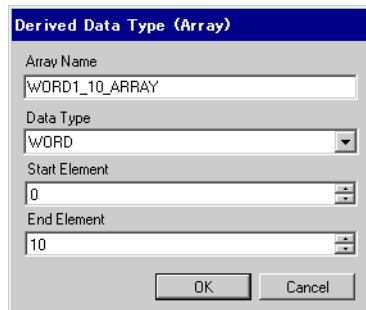 Derived Data Type (Array)
Array Name
WORD1_10_ARRAY
Data Type
WORD
Start Element
0
End Element
10
OK Cancel